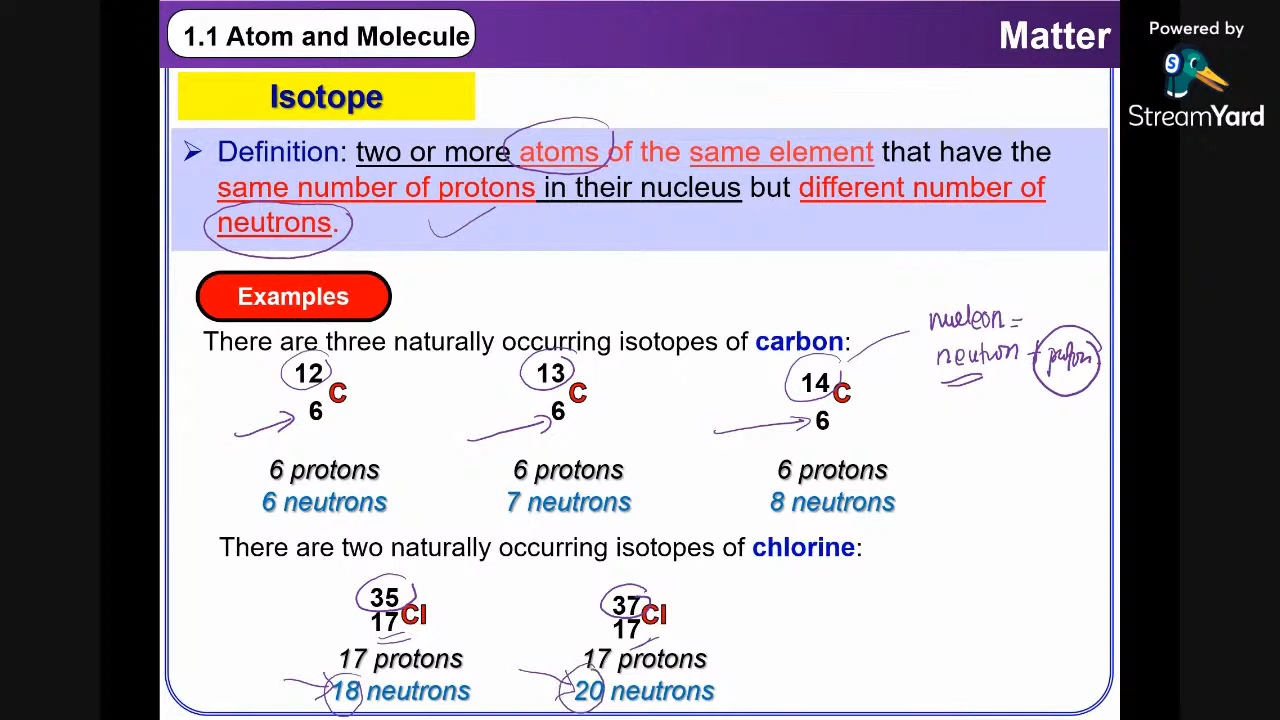 1.1 Atom and Molecule
Matter
Powered by
S
StreamYard
Isotope
Definition: two or more atoms of the same element that have the
same number of protons in their nucleus but different number of
neutrons.
Examples
There are three naturally occurring isotopes of carbon:
nucleon =
neutron + proton
12 C 6
13 C 6
14 C 6
6 protons 6 protons 6 protons
6 neutrons 7 neutrons 8 neutrons
There are two naturally occurring isotopes of chlorine:
35 Cl 17
37 Cl 17
17 protons 17 protons
18 neutrons 20 neutrons